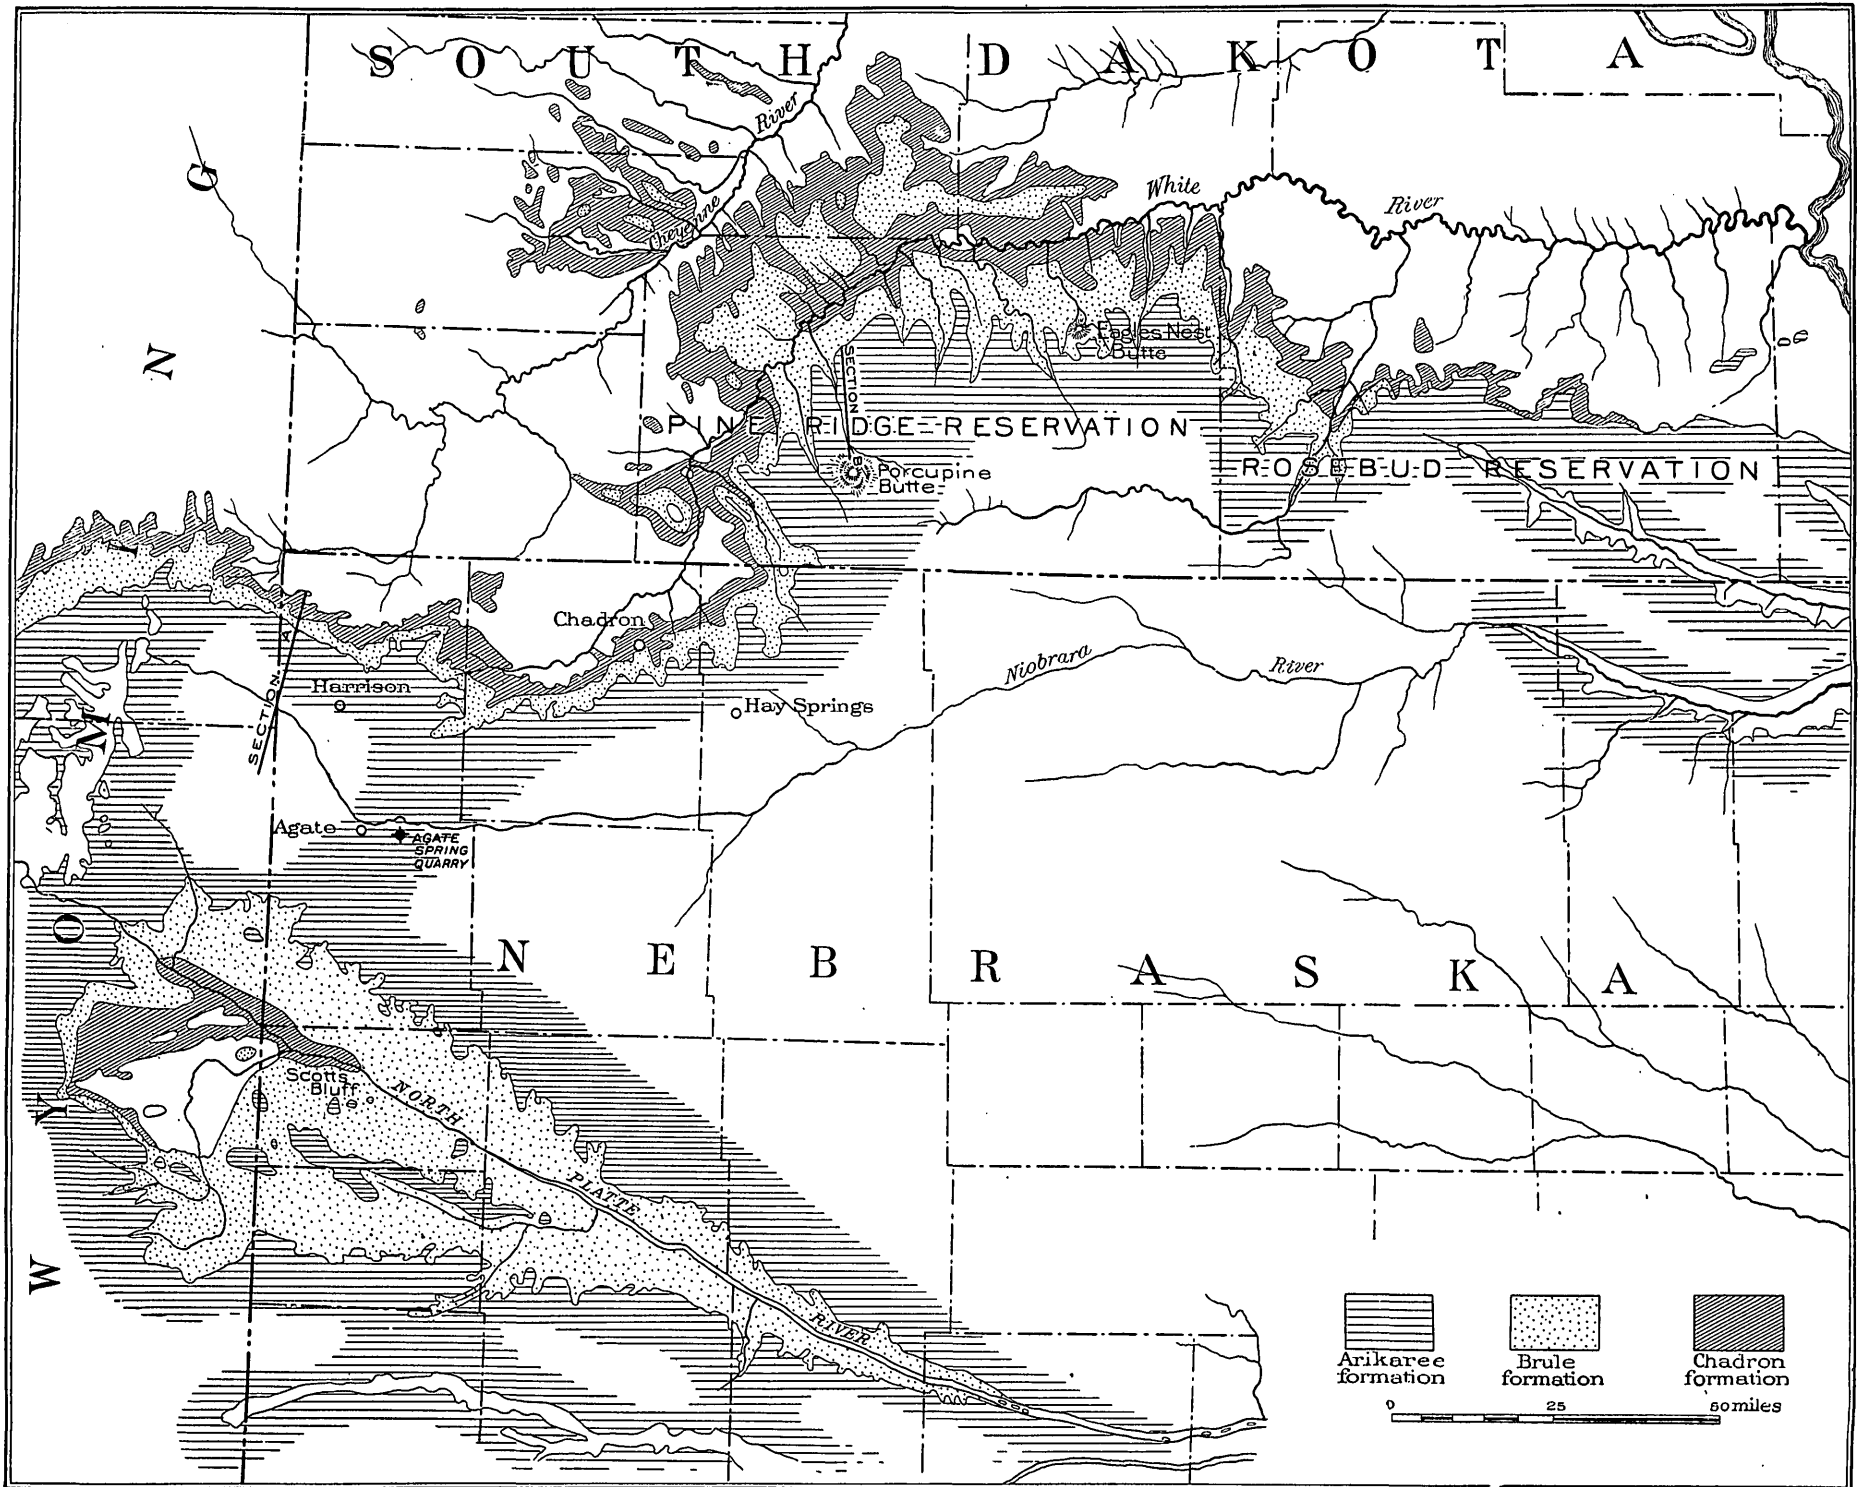 SOUTH DAKOTA
River
Cheyenne
White
River
Eagles Nest
Butte
SECTION
B
PINE RIDGE RESERVATION
Porcupine
Butte
ROSEBUD RESERVATION
WYOMING
Chadron
Harrison
SECTION A
Hay Springs
Niobrara
River
Agate
AGATE
SPRING
QUARRY
NEBRASKA
Scotts
Bluff
NORTH PLATTE RIVER
Arikaree
formation
Brule
formation
Chadron
formation
0 25 50 miles